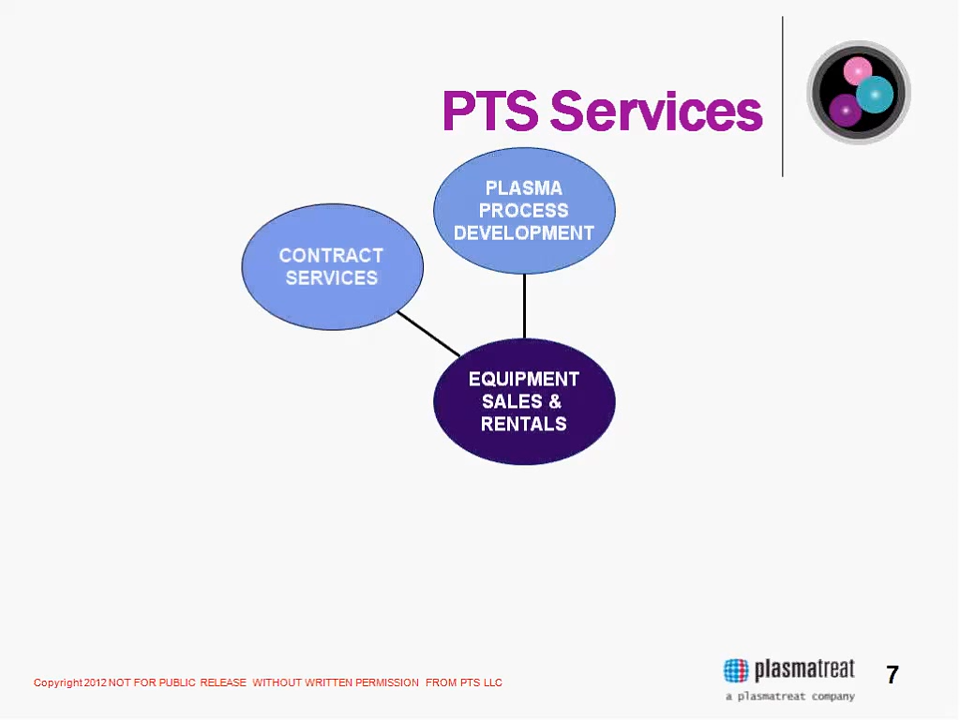 PTS Services
PLASMA
PROCESS
DEVELOPMENT
CONTRACT
SERVICES
EQUIPMENT
SALES &
RENTALS
Copyright 2012 NOT FOR PUBLIC RELEASE WITHOUT WRITTEN PERMISSION FROM PTS LLC
plasmatreat
a plasmatreat company
7